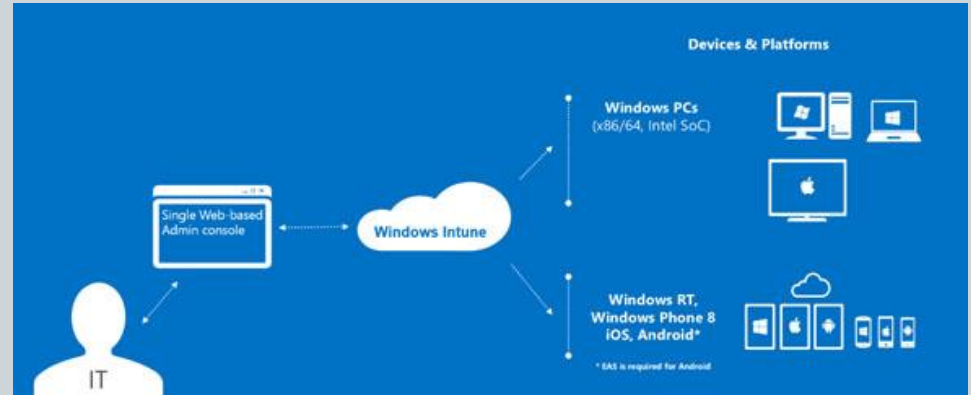 Devices & Platforms
Windows PCs
(x86/64, Intel SoC)
Single Web-based
Admin console
Windows Intune
Windows RT,
Windows Phone 8
iOS, Android*
* EAS is required for Android
IT